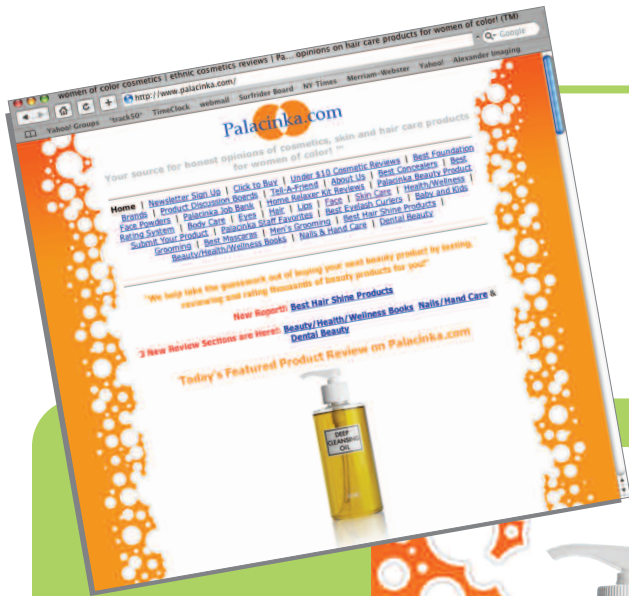 women of color cosmetics | ethnic cosmetics reviews | Pa... opinions on hair care products for women of color! (TM)
http://www.palacinka.com/
Google
Yahoo! Groups "track50" TimeClock webmail Surfrider Board NY Times Merriam-Webster Yahoo! Alexander Imaging
Palacinka.com
Your source for honest opinions of cosmetics, skin and hair care products
for women of color! ™
Home | Newsletter Sign Up | Click to Buy | Under $10 Cosmetic Reviews | Best Foundation
Brands | Product Discussion Boards | Tell-A-Friend | About Us | Best Concealers | Best
Face Powders | Palacinka Job Bank | Home Relaxer Kit Reviews | Palacinka Beauty Product
Rating System | Body Care | Eyes | Hair | Lips | Face | Skin Care | Health/Wellness |
Submit Your Product | Palacinka Staff Favorites | Best Eyelash Curlers | Baby and Kids
Grooming | Best Mascaras | Men's Grooming | Best Hair Shine Products |
Beauty/Health/Wellness Books | Nails & Hand Care | Dental Beauty
"We help take the guesswork out of buying your next beauty product by testing,
reviewing and rating thousands of beauty products for you!"
New Report!: Best Hair Shine Products
3 New Review Sections are Here!: Beauty/Health/Wellness Books Nails/Hand Care &
Dental Beauty
Today's Featured Product Review on Palacinka.com
DEEP
CLEANSING
OIL